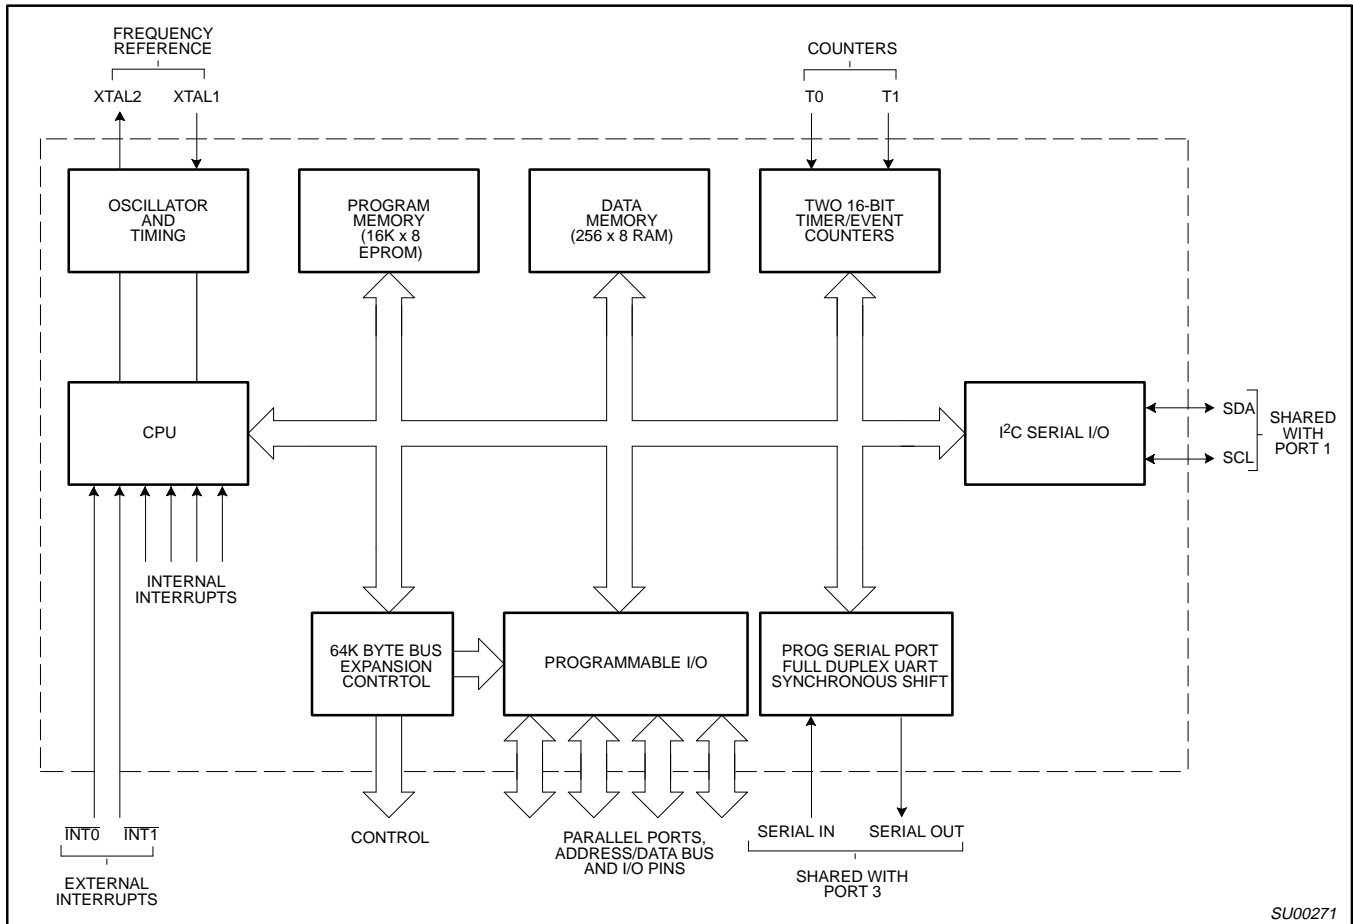 FREQUENCY
REFERENCE
COUNTERS
XTAL2
XTAL1
T0
T1
OSCILLATOR
AND
TIMING
PROGRAM
MEMORY
(16K x 8
EPROM)
DATA
MEMORY
(256 x 8 RAM)
TWO 16-BIT
TIMER/EVENT
COUNTERS
CPU
I²C SERIAL I/O
SDA
SCL
SHARED
WITH
PORT 1
INTERNAL
INTERRUPTS
64K BYTE BUS
EXPANSION
CONTRTOL
PROGRAMMABLE I/O
PROG SERIAL PORT
FULL DUPLEX UART
SYNCHRONOUS SHIFT
INT0
INT1
EXTERNAL
INTERRUPTS
CONTROL
PARALLEL PORTS,
ADDRESS/DATA BUS
AND I/O PINS
SERIAL IN
SERIAL OUT
SHARED WITH
PORT 3
SU00271